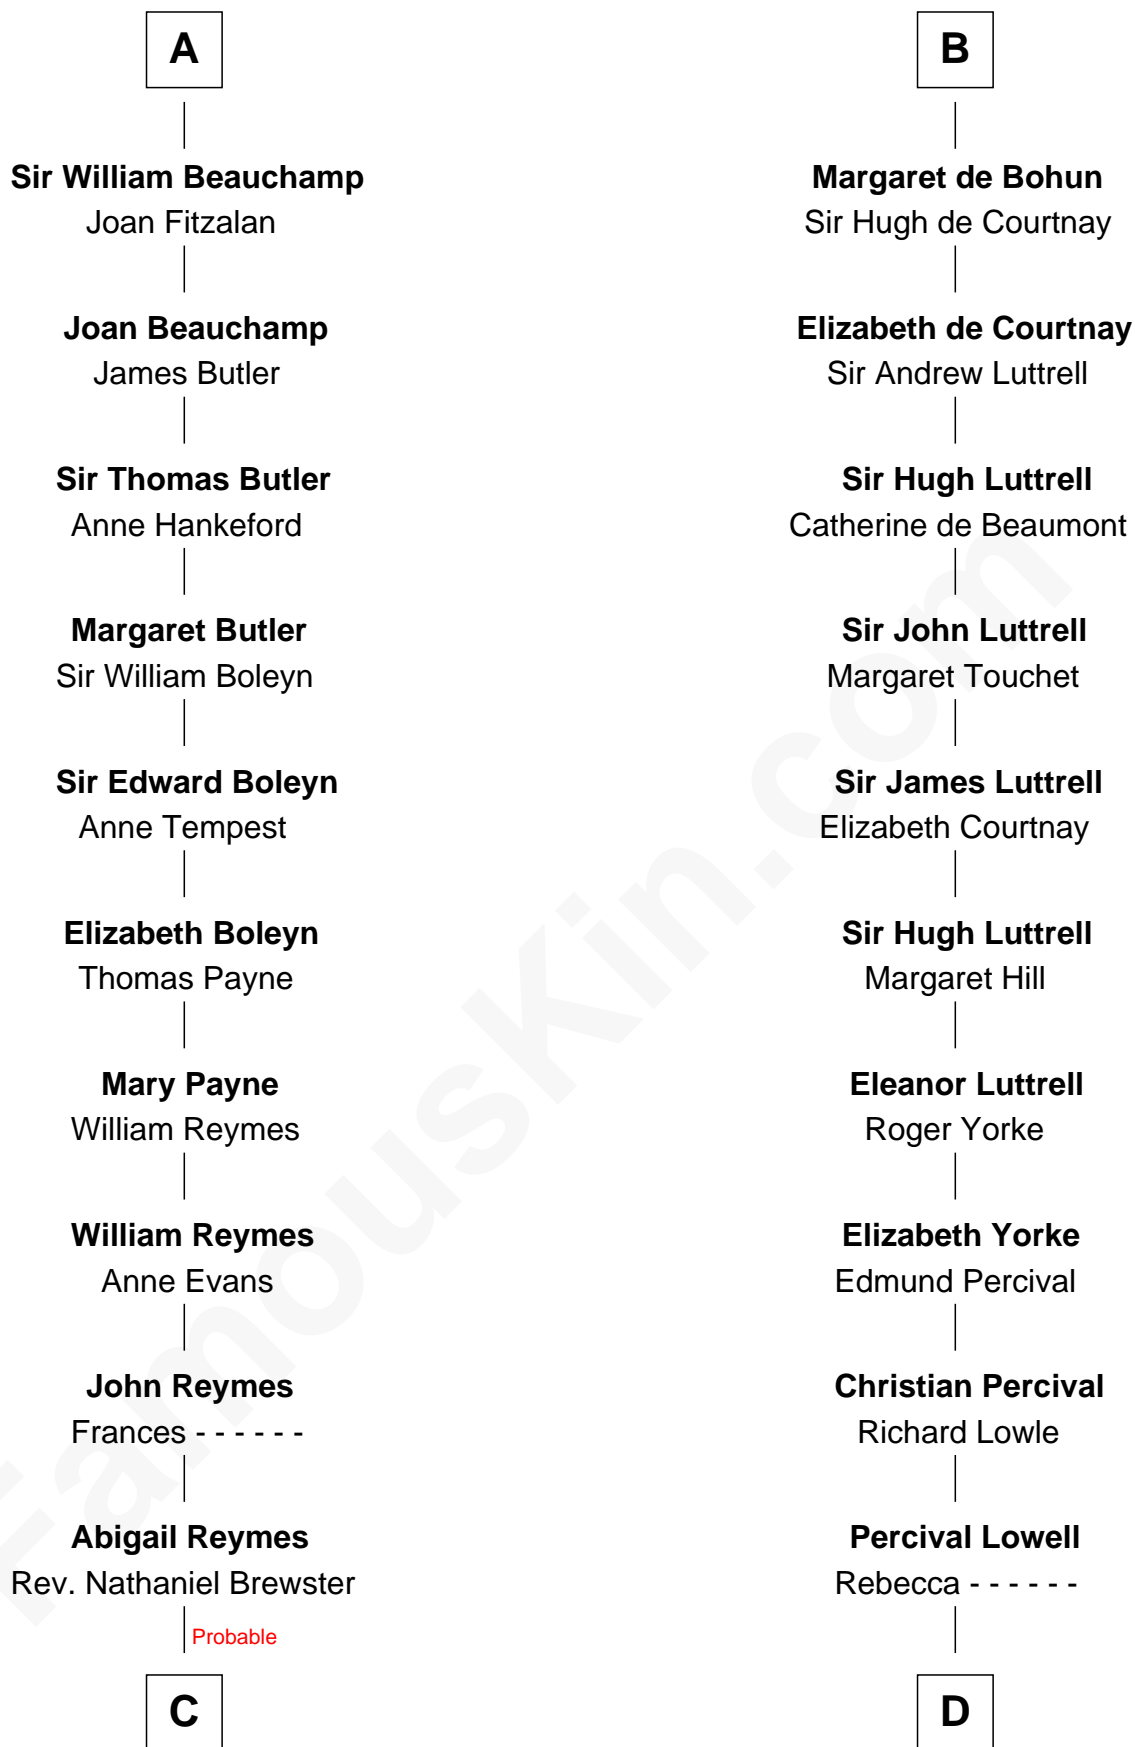 A
Sir William Beauchamp
Joan Fitzalan
Joan Beauchamp
James Butler
Sir Thomas Butler
Anne Hankeford
Margaret Butler
Sir William Boleyn
Sir Edward Boleyn
Anne Tempest
Elizabeth Boleyn
Thomas Payne
Mary Payne
William Reymes
William Reymes
Anne Evans
John Reymes
Frances - - - - - -
Abigail Reymes
Rev. Nathaniel Brewster
Probable
C
B
Margaret de Bohun
Sir Hugh de Courtnay
Elizabeth de Courtnay
Sir Andrew Luttrell
Sir Hugh Luttrell
Catherine de Beaumont
Sir John Luttrell
Margaret Touchet
Sir James Luttrell
Elizabeth Courtnay
Sir Hugh Luttrell
Margaret Hill
Eleanor Luttrell
Roger Yorke
Elizabeth Yorke
Edmund Percival
Christian Percival
Richard Lowle
Percival Lowell
Rebecca - - - - - -
D
FamousKin.com